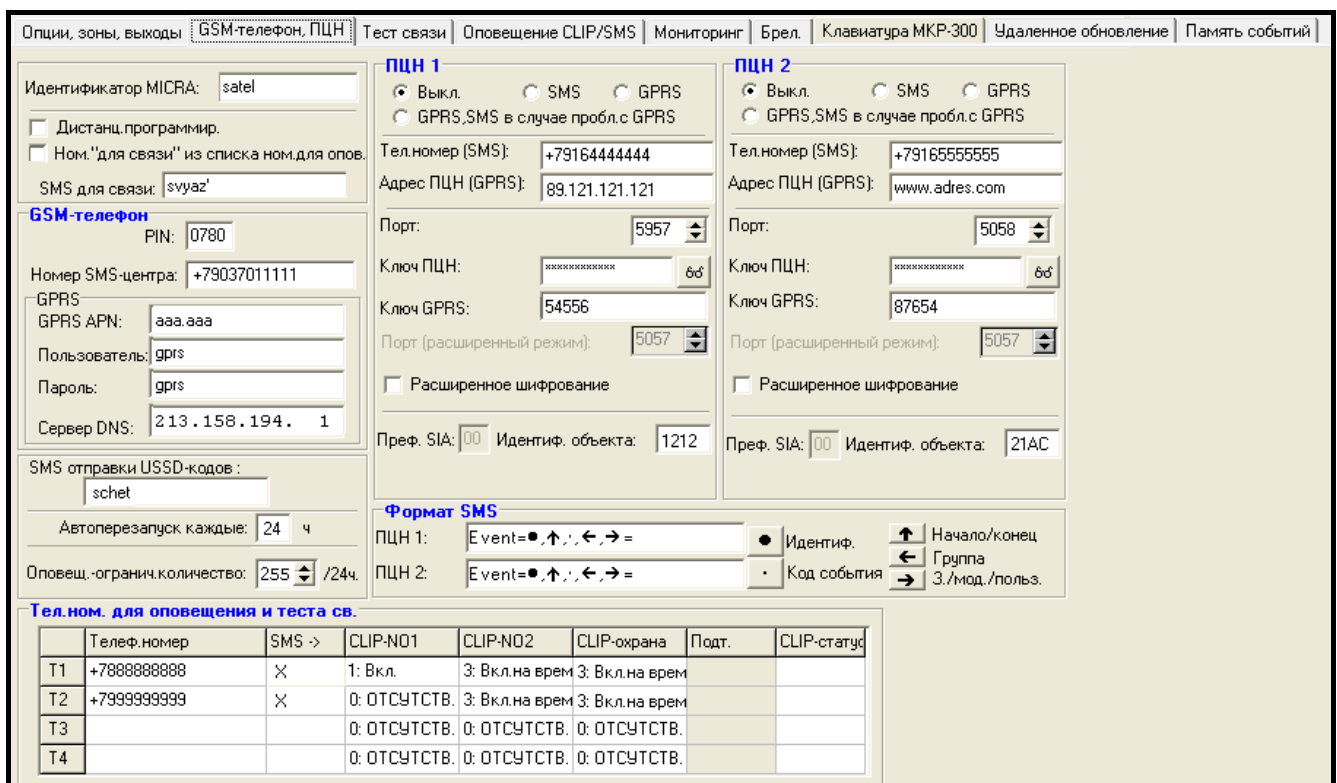 Опции, зоны, выходы GSM-телефон, ПЦН Тест связи Оповещение CLIP/SMS Мониторинг Брел. Клавиатура МКР-300 Удаленное обновление Память событий
Идентификатор MICRA: satel
Дистанц.программир.
Ном."для связи" из списка ном.для опов.
SMS для связи: svyaz'
GSM-телефон
PIN: 0780
Номер SMS-центра: +79037011111
GPRS
GPRS APN: aaa.aaa
Пользователь: gprs
Пароль: gprs
Сервер DNS: 213.158.194. 1
SMS отправки USSD-кодов :
schet
Автоперезапуск каждые: 24 ч
Оповещ.-огранич.количество: 255 /24ч.
ПЦН 1
Выкл. SMS GPRS
GPRS,SMS в случае пробл.с GPRS
Тел.номер (SMS): +79164444444
Адрес ПЦН (GPRS): 89.121.121.121
Порт: 5957
Ключ ПЦН: ************
Ключ GPRS: 54556
Порт (расширенный режим): 5057
Расширенное шифрование
Преф. SIA: 00 Идентиф. объекта: 1212
ПЦН 2
Выкл. SMS GPRS
GPRS,SMS в случае пробл.с GPRS
Тел.номер (SMS): +79165555555
Адрес ПЦН (GPRS): www.adres.com
Порт: 5058
Ключ ПЦН: ************
Ключ GPRS: 87654
Порт (расширенный режим): 5057
Расширенное шифрование
Преф. SIA: 00 Идентиф. объекта: 21AC
Формат SMS
ПЦН 1: Event=●,↑,·,←,→=
ПЦН 2: Event=●,↑,·,←,→=
● Идентиф. ↑ Начало/конец
← Группа
· Код события → З./мод./польз.
Тел.ном. для оповещения и теста св.
Телеф.номер SMS -> CLIP-NO1 CLIP-NO2 CLIP-охрана Подт. CLIP-статус
T1 +7888888888 X 1: Вкл. 3: Вкл.на врем 3: Вкл.на врем
T2 +7999999999 X 0: ОТСУТСТВ. 3: Вкл.на врем 3: Вкл.на врем
T3 0: ОТСУТСТВ. 0: ОТСУТСТВ. 0: ОТСУТСТВ.
T4 0: ОТСУТСТВ. 0: ОТСУТСТВ. 0: ОТСУТСТВ.